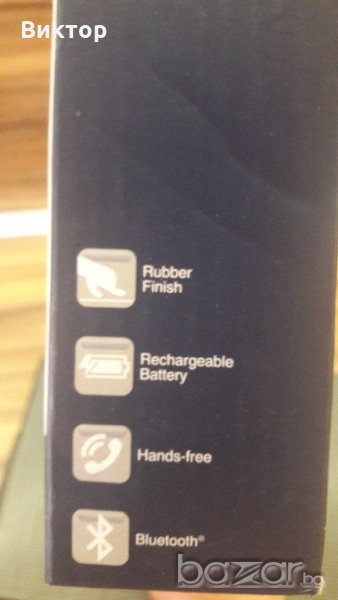 Виктор
Rubber
Finish
Rechargeable
Battery
Hands-free
Bluetooth®
bazar.bg